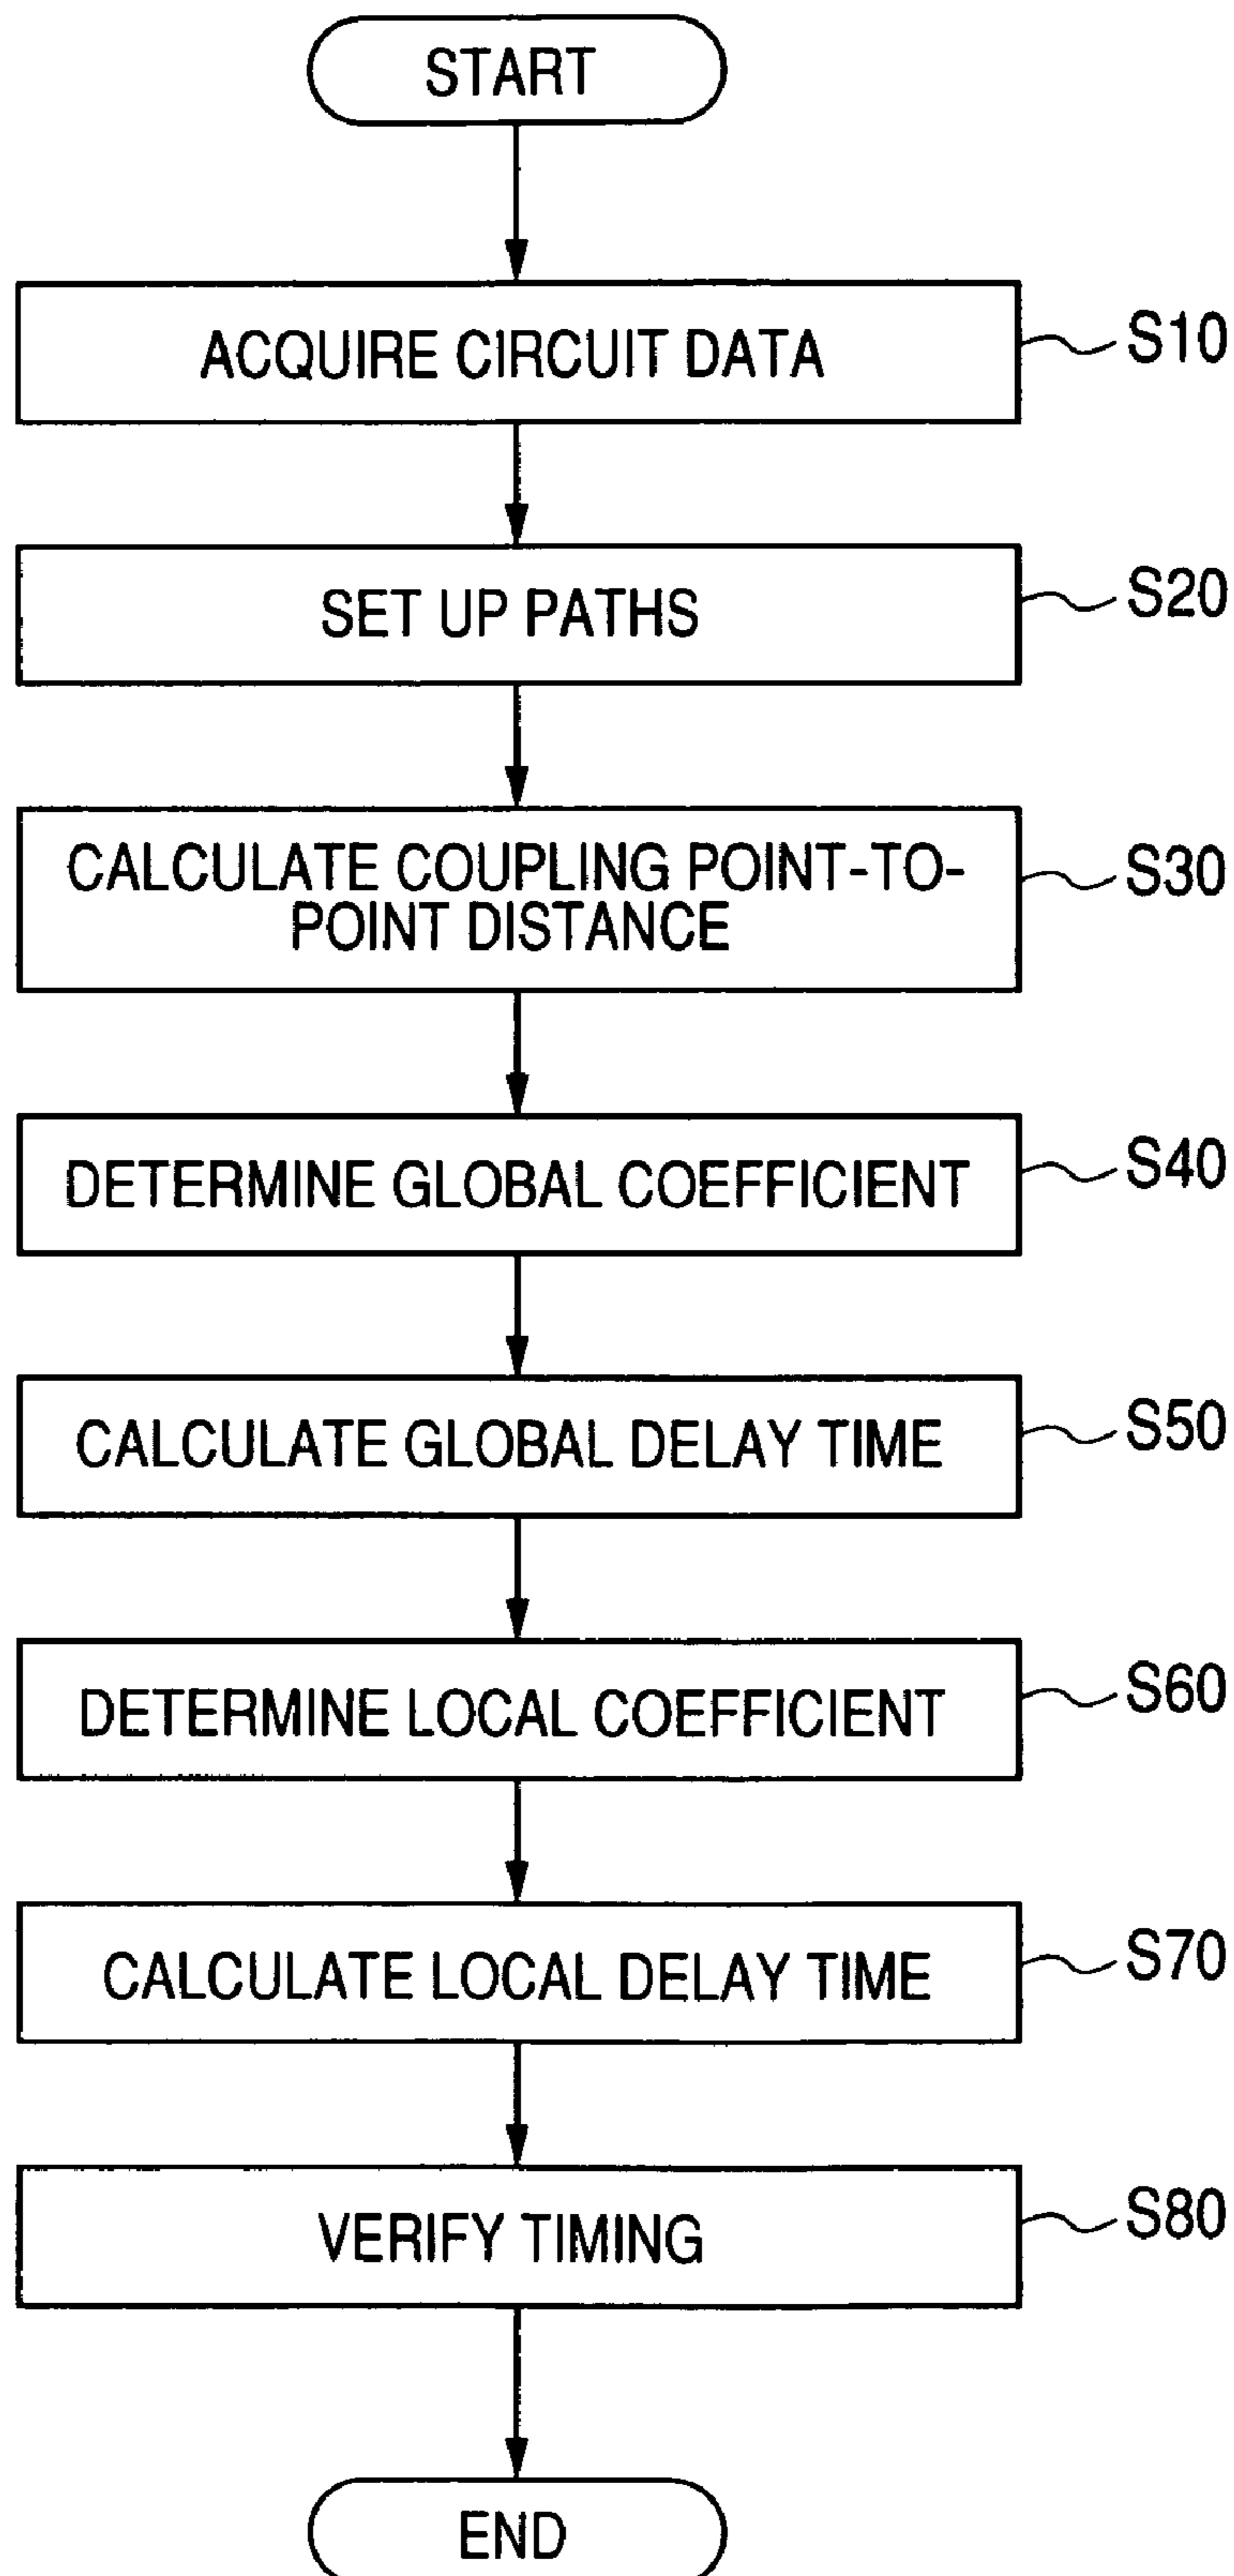 START
ACQUIRE CIRCUIT DATA
S10
SET UP PATHS
S20
CALCULATE COUPLING POINT-TO-
POINT DISTANCE
S30
DETERMINE GLOBAL COEFFICIENT
S40
CALCULATE GLOBAL DELAY TIME
S50
DETERMINE LOCAL COEFFICIENT
S60
CALCULATE LOCAL DELAY TIME
S70
VERIFY TIMING
S80
END